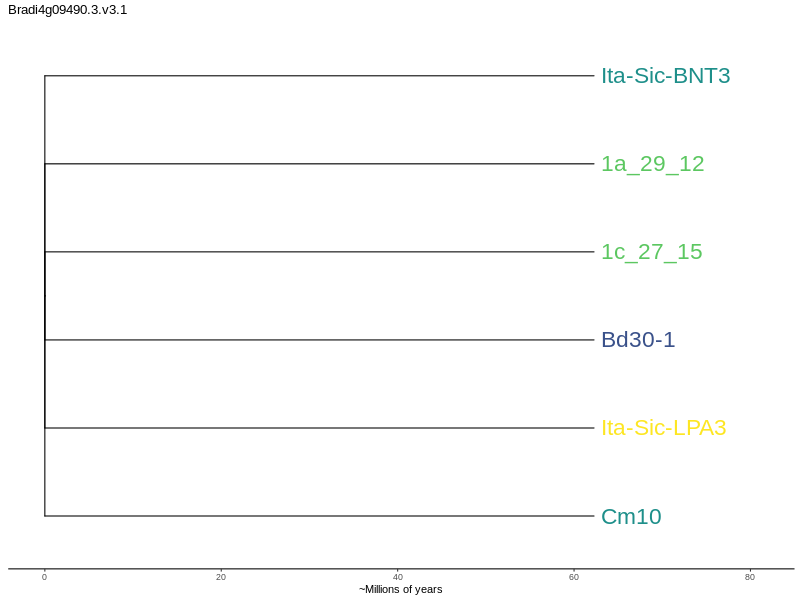 Bradi4g09490.3.v3.1
Ita-Sic-BNT3
1a_29_12
1c_27_15
Bd30-1
Ita-Sic-LPA3
Cm10
0 20 40 60 80
~Millions of years